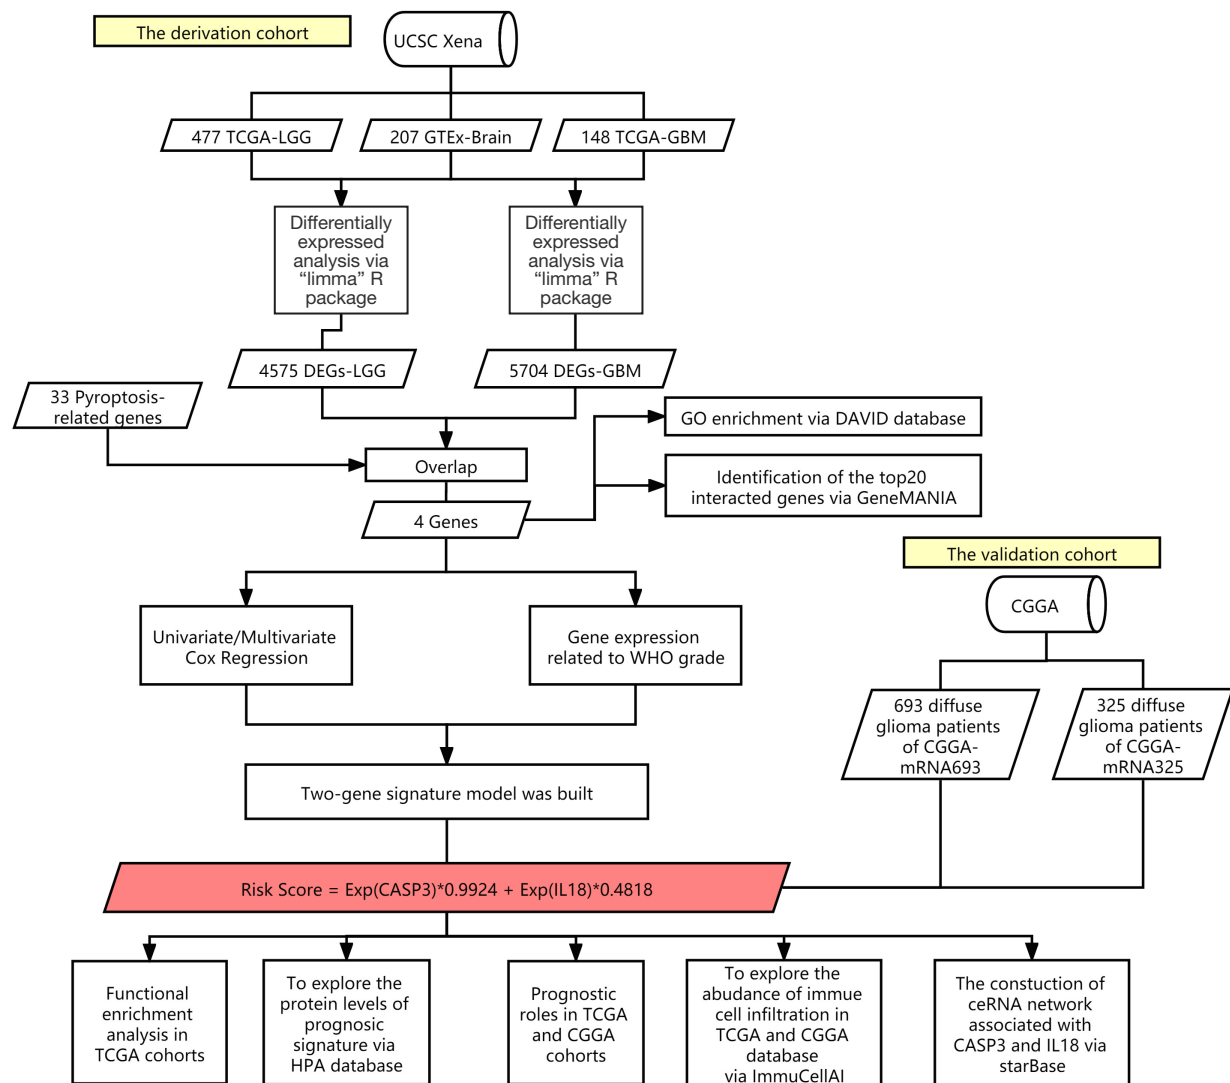 The derivation cohort
UCSC Xena
477 TCGA-LGG
207 GTEx-Brain
148 TCGA-GBM
Differentially
expressed
analysis via
“limma” R
package
Differentially
expressed
analysis via
“limma” R
package
4575 DEGs-LGG
5704 DEGs-GBM
33 Pyroptosis-
related genes
GO enrichment via DAVID database
Overlap
Identification of the top20
interacted genes via GeneMANIA
4 Genes
The validation cohort
CGGA
Univariate/Multivariate
Cox Regression
Gene expression
related to WHO grade
693 diffuse
glioma patients
of CGGA-
mRNA693
325 diffuse
glioma patients
of CGGA-
mRNA325
Two-gene signature model was built
Risk Score = Exp(CASP3)*0.9924 + Exp(IL18)*0.4818
Functional
enrichment
analysis in
TCGA cohorts
To explore the
protein levels of
prognosic
signature via
HPA database
Prognostic
roles in TCGA
and CGGA
cohorts
To explore the
abudance of immue
cell infiltration in
TCGA and CGGA
database
via ImmuCellAI
The constuction of
ceRNA network
associated with
CASP3 and IL18 via
starBase